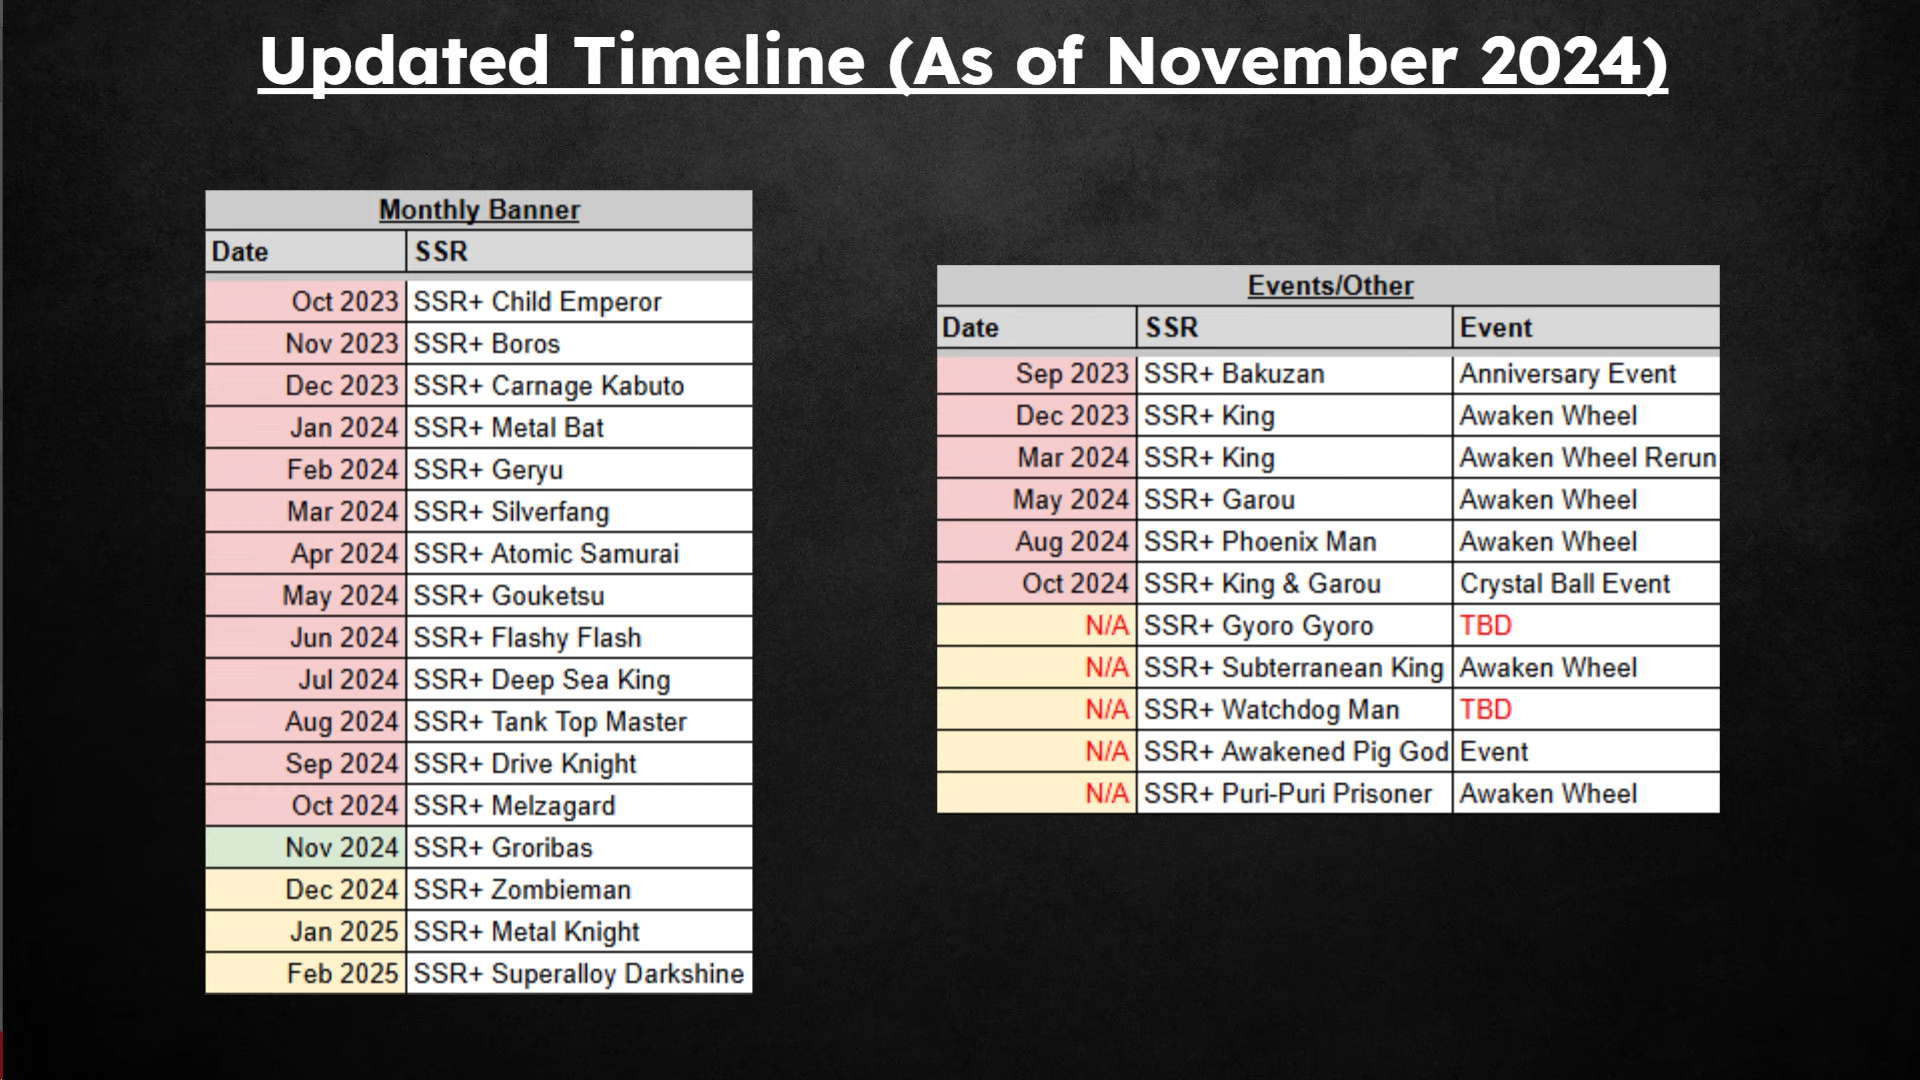 Updated Timeline (As of November 2024)
Monthly Banner
Date SSR
Oct 2023 SSR+ Child Emperor
Nov 2023 SSR+ Boros
Dec 2023 SSR+ Carnage Kabuto
Jan 2024 SSR+ Metal Bat
Feb 2024 SSR+ Geryu
Mar 2024 SSR+ Silverfang
Apr 2024 SSR+ Atomic Samurai
May 2024 SSR+ Gouketsu
Jun 2024 SSR+ Flashy Flash
Jul 2024 SSR+ Deep Sea King
Aug 2024 SSR+ Tank Top Master
Sep 2024 SSR+ Drive Knight
Oct 2024 SSR+ Melzagard
Nov 2024 SSR+ Groribas
Dec 2024 SSR+ Zombieman
Jan 2025 SSR+ Metal Knight
Feb 2025 SSR+ Superalloy Darkshine
Events/Other
Date SSR Event
Sep 2023 SSR+ Bakuzan Anniversary Event
Dec 2023 SSR+ King Awaken Wheel
Mar 2024 SSR+ King Awaken Wheel Rerun
May 2024 SSR+ Garou Awaken Wheel
Aug 2024 SSR+ Phoenix Man Awaken Wheel
Oct 2024 SSR+ King & Garou Crystal Ball Event
N/A SSR+ Gyoro Gyoro TBD
N/A SSR+ Subterranean King Awaken Wheel
N/A SSR+ Watchdog Man TBD
N/A SSR+ Awakened Pig God Event
N/A SSR+ Puri-Puri Prisoner Awaken Wheel